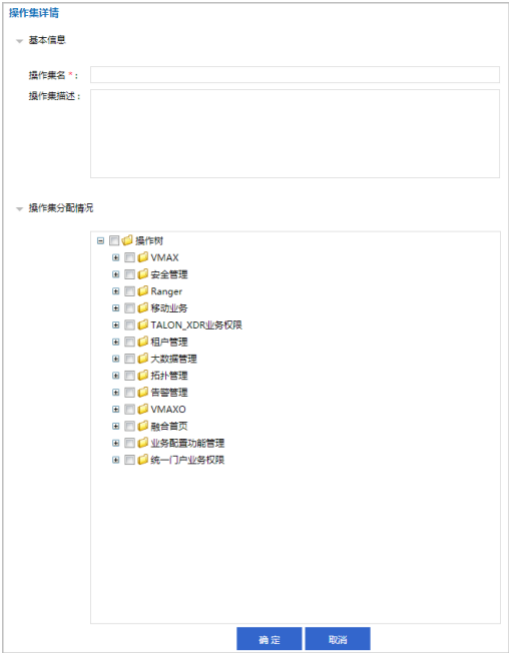 操作集详情
基本信息
操作集名*：
操作集描述：
操作集分配情况
操作树
VMAX
安全管理
Ranger
移动业务
TALON_XDR业务权限
租户管理
大数据管理
拓扑管理
告警管理
VMAXO
融合首页
业务配置功能管理
统一门户业务权限
确定 取消